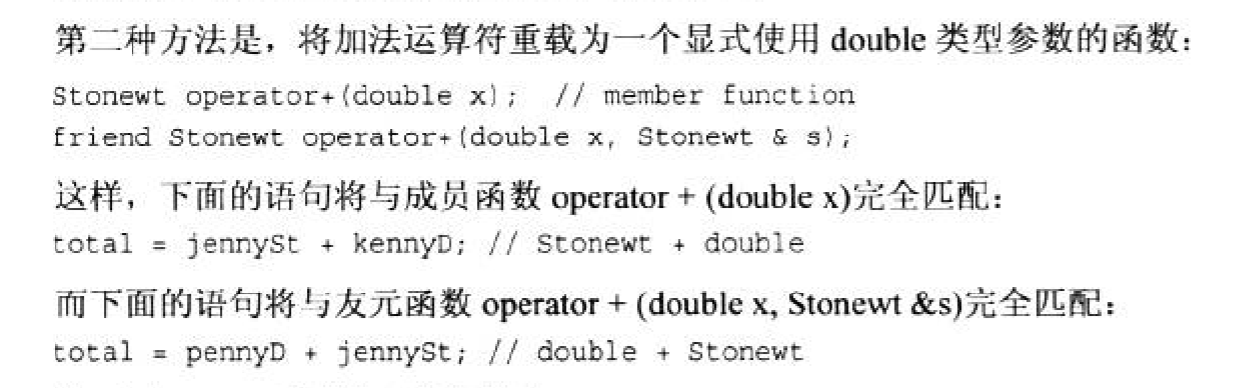 第二种方法是，将加法运算符重载为一个显式使用 double 类型参数的函数：
Stonewt operator+(double x);  // member function
friend Stonewt operator+(double x, Stonewt & s);
这样，下面的语句将与成员函数 operator + (double x)完全匹配：
total = jennySt + kennyD; // Stonewt + double
而下面的语句将与友元函数 operator + (double x, Stonewt &s)完全匹配：
total = pennyD + jennySt; // double + Stonewt